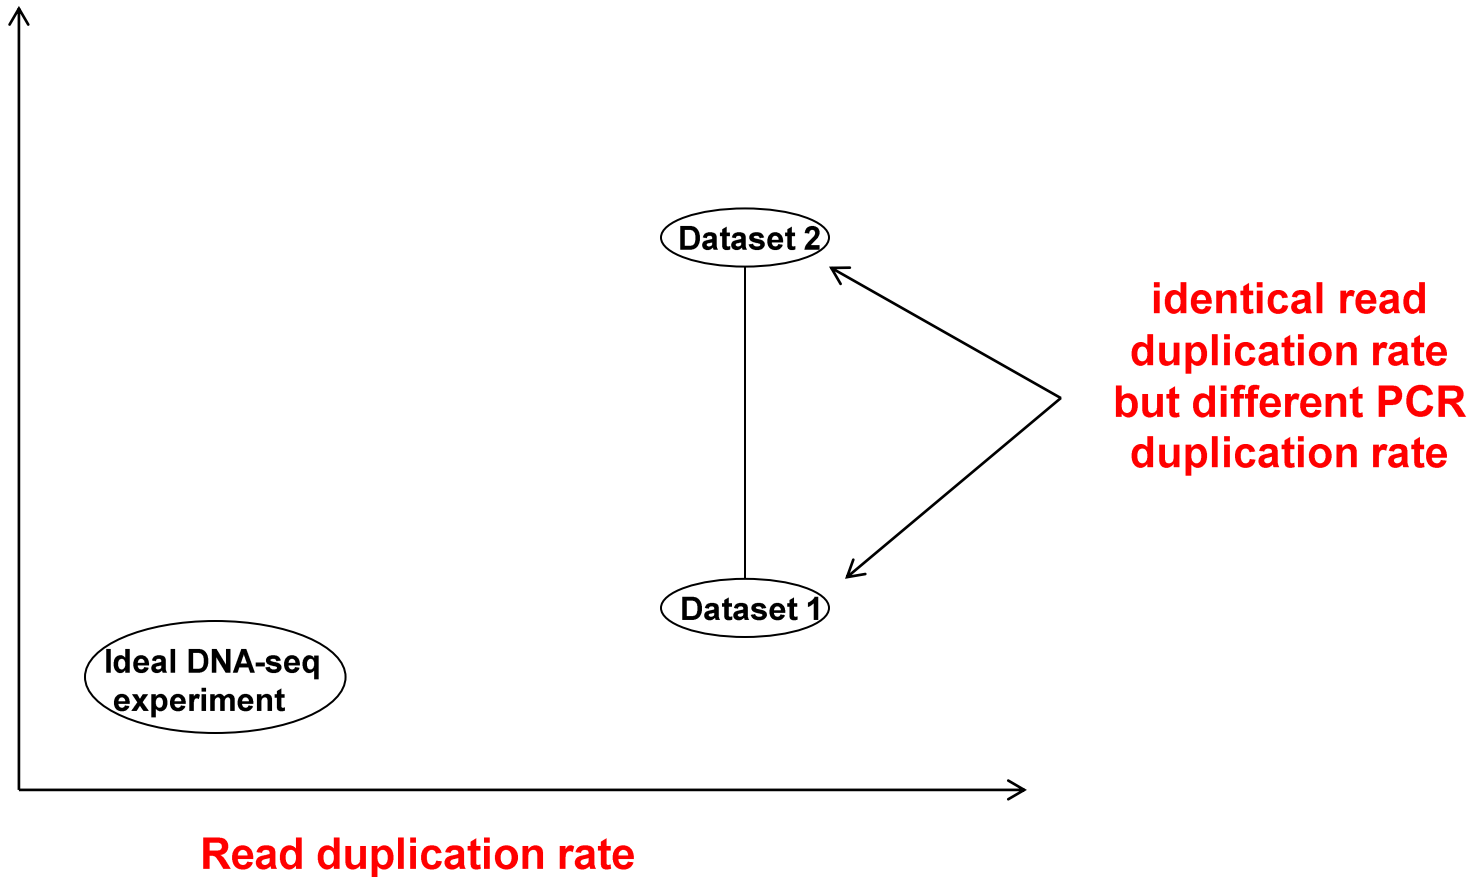 Dataset 2
identical read
duplication rate
but different PCR
duplication rate
Dataset 1
Ideal DNA-seq
experiment
Read duplication rate